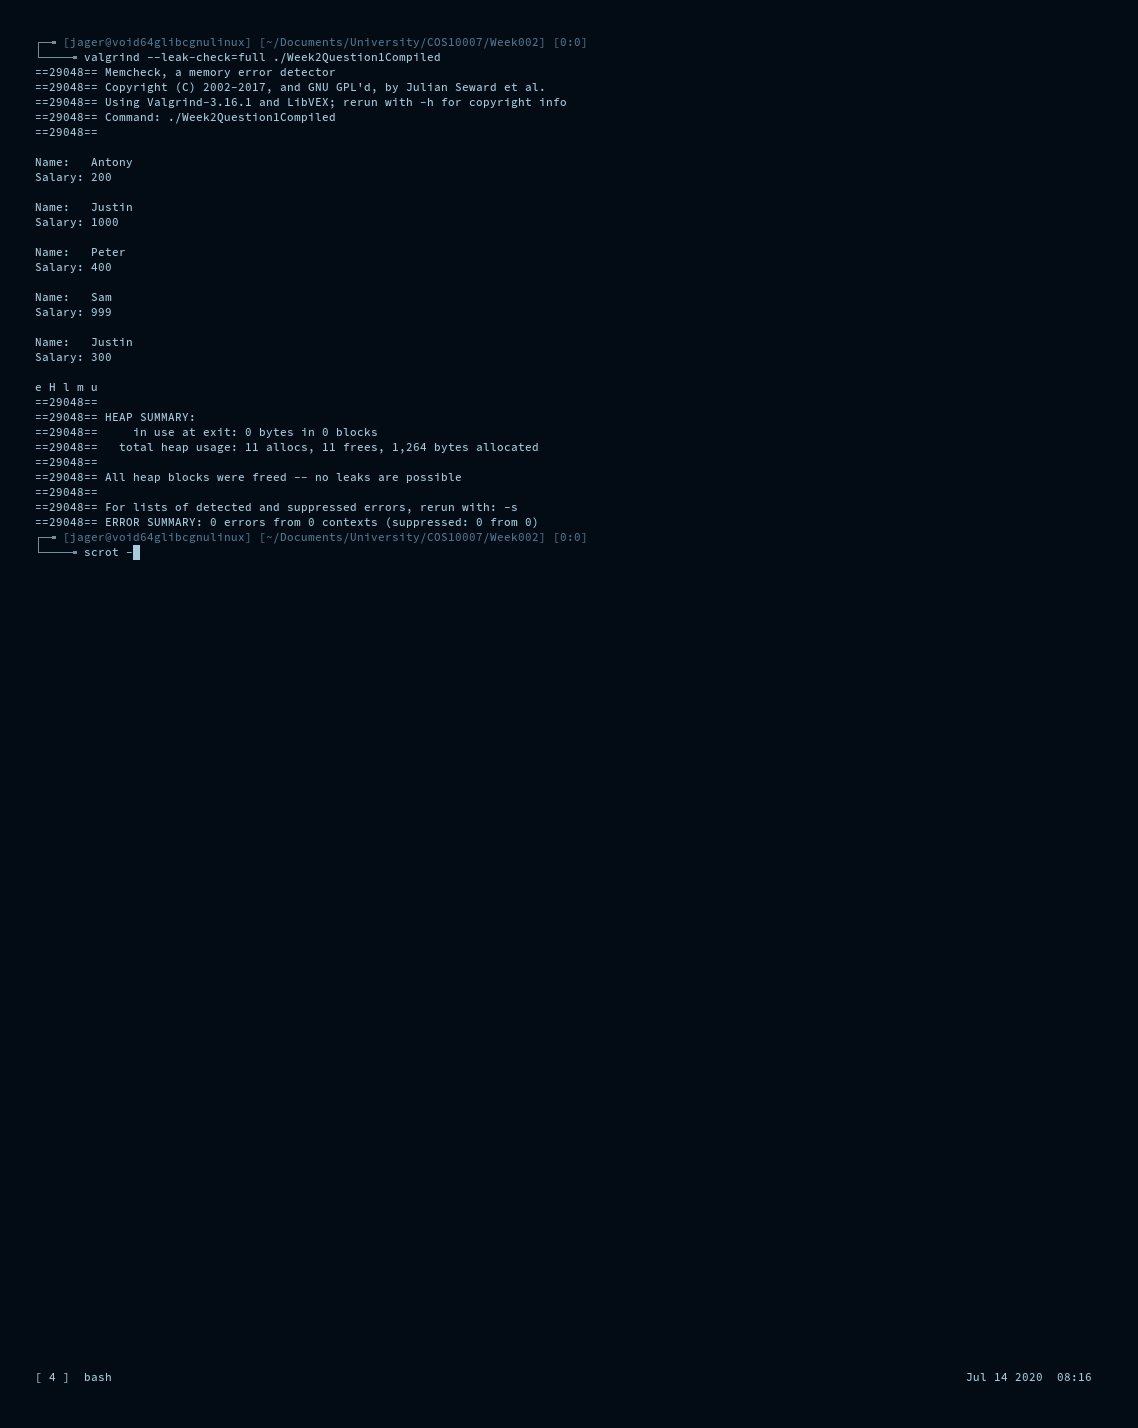 ┌─╼ [jager@void64glibcgnulinux] [~/Documents/University/COS10007/Week002] [0:0]
└────╼ valgrind --leak-check=full ./Week2Question1Compiled
==29048== Memcheck, a memory error detector
==29048== Copyright (C) 2002-2017, and GNU GPL'd, by Julian Seward et al.
==29048== Using Valgrind-3.16.1 and LibVEX; rerun with -h for copyright info
==29048== Command: ./Week2Question1Compiled
==29048==
Name:   Antony
Salary: 200
Name:   Justin
Salary: 1000
Name:   Peter
Salary: 400
Name:   Sam
Salary: 999
Name:   Justin
Salary: 300
e H l m u
==29048==
==29048== HEAP SUMMARY:
==29048==     in use at exit: 0 bytes in 0 blocks
==29048==   total heap usage: 11 allocs, 11 frees, 1,264 bytes allocated
==29048==
==29048== All heap blocks were freed -- no leaks are possible
==29048==
==29048== For lists of detected and suppressed errors, rerun with: -s
==29048== ERROR SUMMARY: 0 errors from 0 contexts (suppressed: 0 from 0)
┌─╼ [jager@void64glibcgnulinux] [~/Documents/University/COS10007/Week002] [0:0]
└────╼ scrot -
[ 4 ]  bash Jul 14 2020  08:16